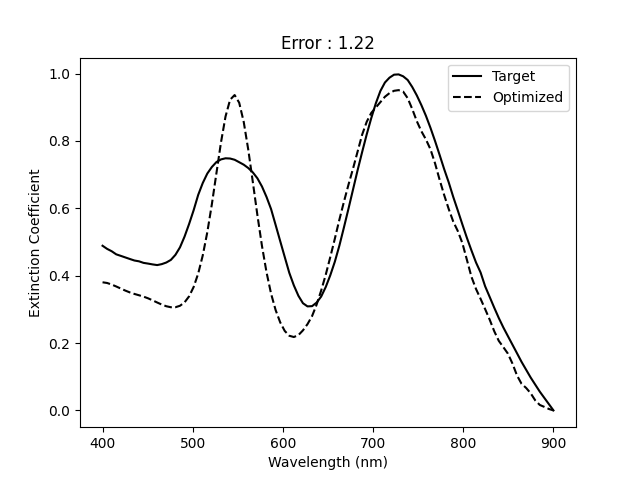 Error : 1.22
Target
Optimized
Extinction Coefficient
1.0
0.8
0.6
0.4
0.2
0.0
400 500 600 700 800 900
Wavelength (nm)